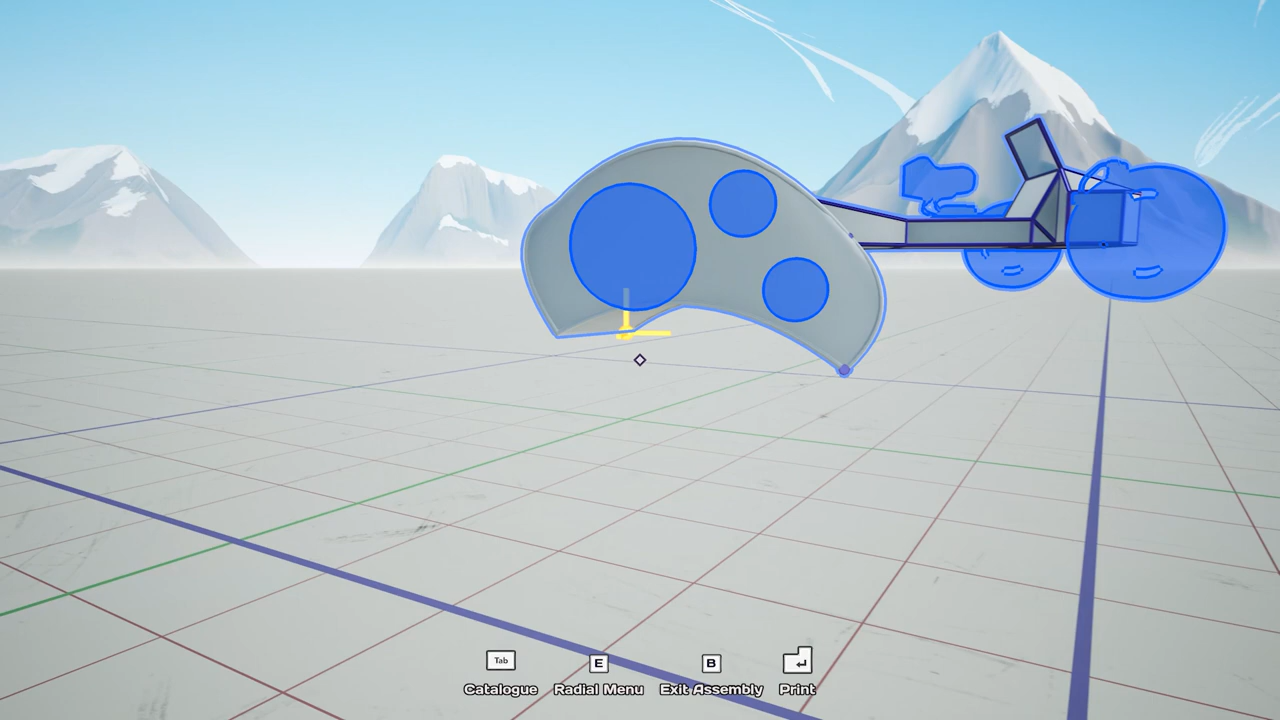 Tab
E
B
Catalogue
Radial Menu
Exit Assembly
Print